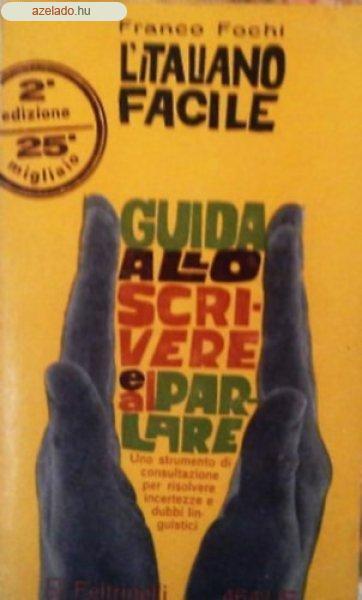 azelado.hu
Franco Fochi
L'iTALIANO
FACILE
2ª
edizione
25°
migliaio
GUIDA
ALLO
SCRI-
VERE
e al PAR-
LARE
Uno strumento di
consultazione
per risolvere
incertezze e
dubbi lin-
guistici
Feltrinelli